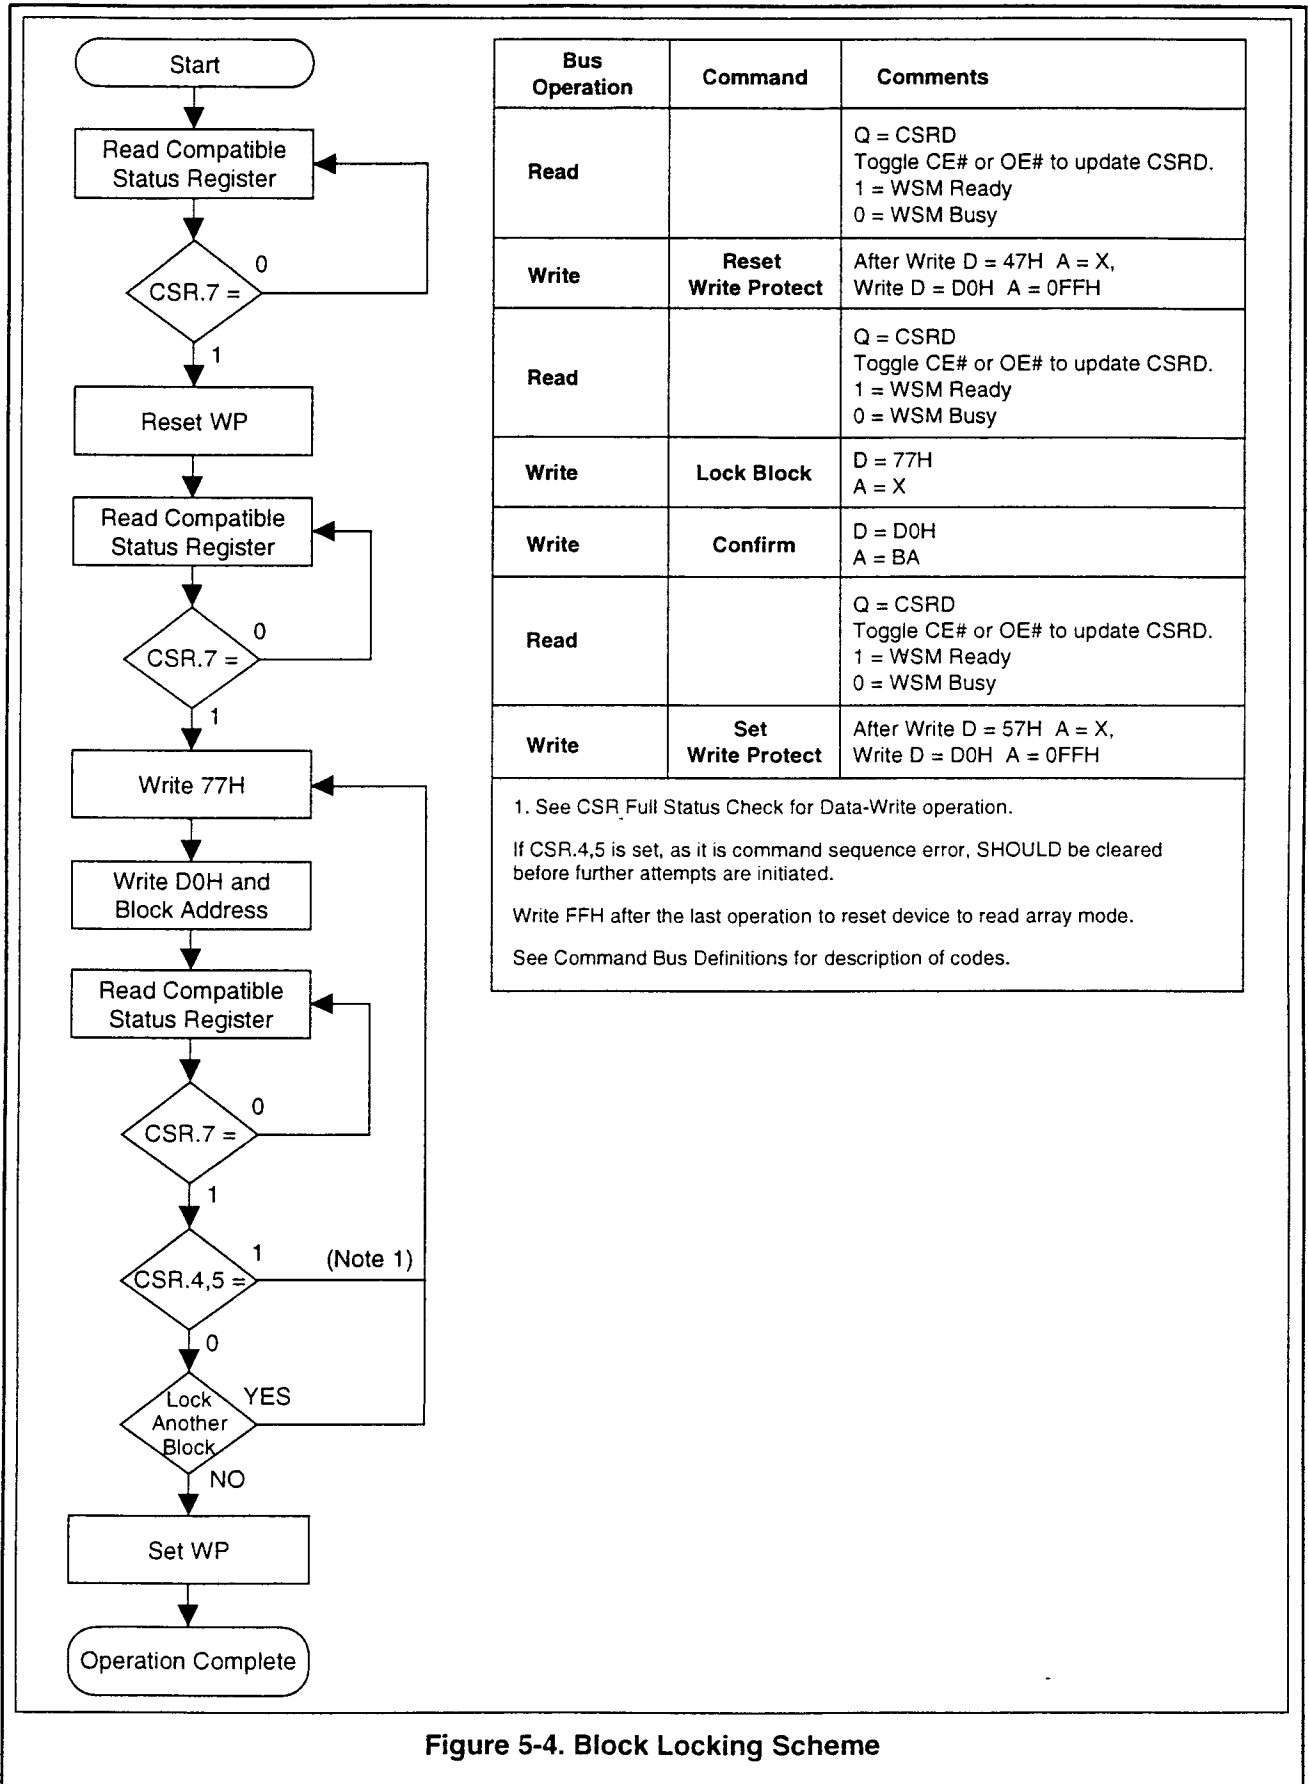 Start
Read Compatible
Status Register
0
CSR.7 =
1
Reset WP
Read Compatible
Status Register
0
CSR.7 =
1
Write 77H
Write D0H and
Block Address
Read Compatible
Status Register
0
CSR.7 =
1
1
(Note 1)
CSR.4,5 =
0
Lock
Another
Block
YES
NO
Set WP
Operation Complete
Bus
Operation
Command
Comments
Read
Q = CSRD
Toggle CE# or OE# to update CSRD.
1 = WSM Ready
0 = WSM Busy
Write
Reset
Write Protect
After Write D = 47H A = X,
Write D = D0H A = 0FFH
Read
Q = CSRD
Toggle CE# or OE# to update CSRD.
1 = WSM Ready
0 = WSM Busy
Write
Lock Block
D = 77H
A = X
Write
Confirm
D = D0H
A = BA
Read
Q = CSRD
Toggle CE# or OE# to update CSRD.
1 = WSM Ready
0 = WSM Busy
Write
Set
Write Protect
After Write D = 57H A = X,
Write D = D0H A = 0FFH
1. See CSR Full Status Check for Data-Write operation.
If CSR.4,5 is set, as it is command sequence error, SHOULD be cleared
before further attempts are initiated.
Write FFH after the last operation to reset device to read array mode.
See Command Bus Definitions for description of codes.
Figure 5-4. Block Locking Scheme